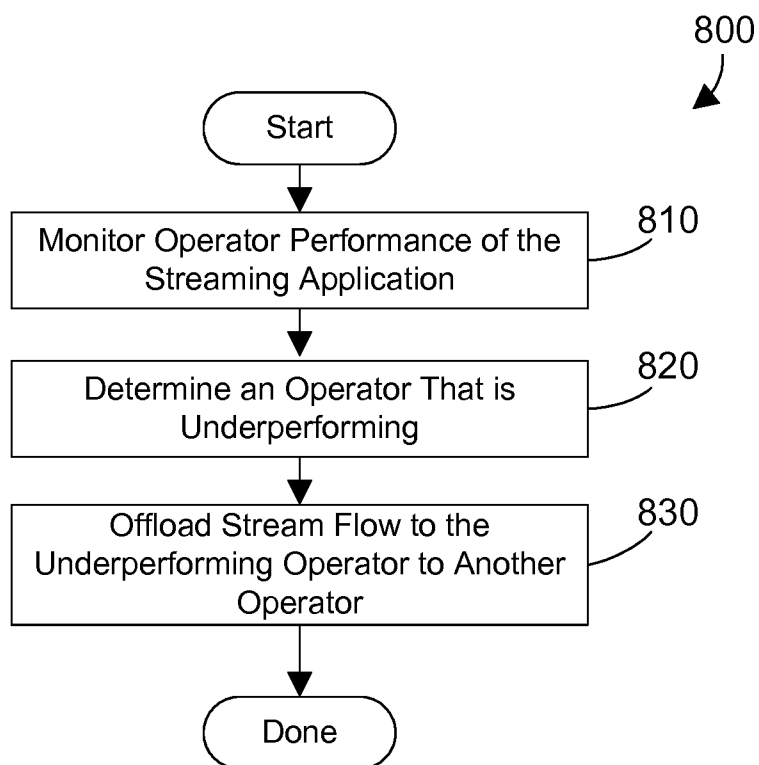 800
Start
Monitor Operator Performance of the
Streaming Application
810
Determine an Operator That is
Underperforming
820
Offload Stream Flow to the
Underperforming Operator to Another
Operator
830
Done